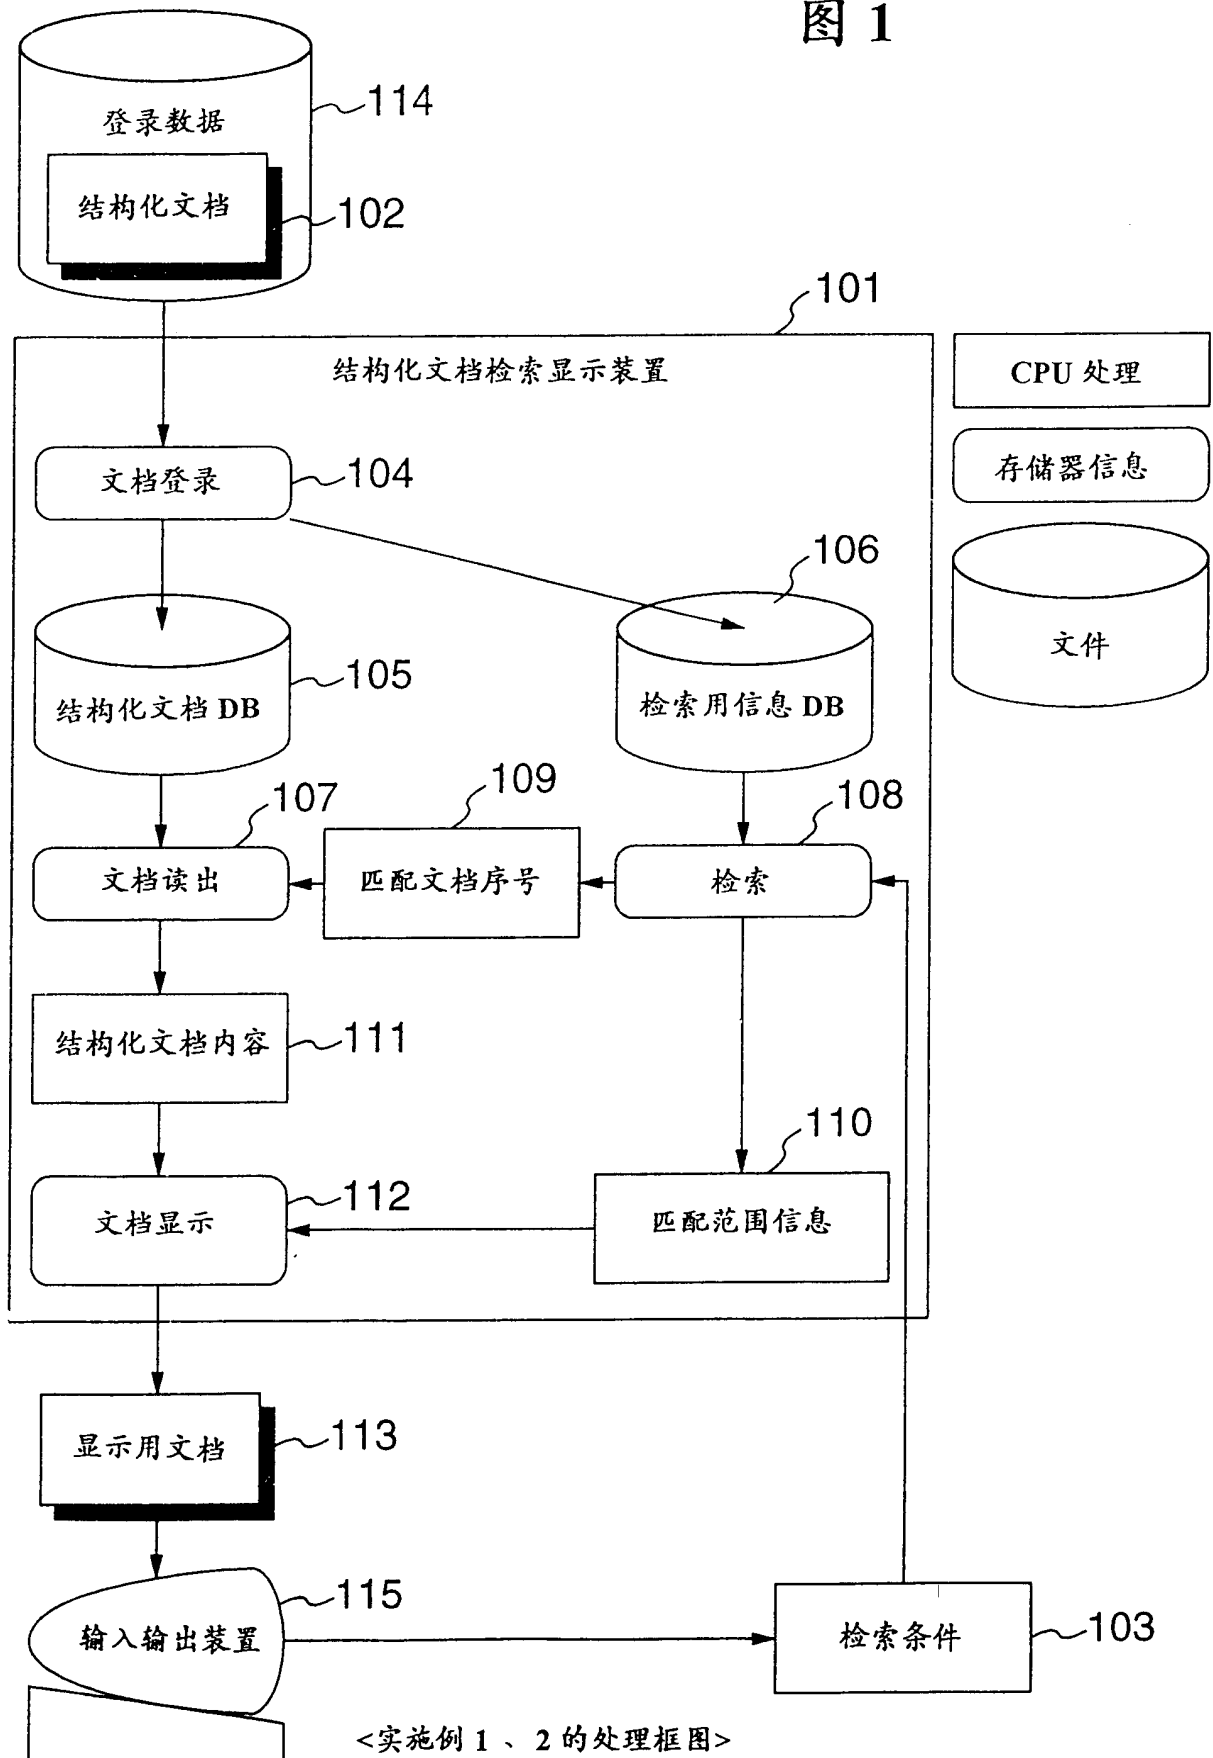 图 1
登录数据
114
结构化文档
102
101
结构化文档检索显示装置
CPU 处理
文档登录
104
存储器信息
106
文件
结构化文档 DB
105
检索用信息 DB
107
109
108
文档读出
匹配文档序号
检索
结构化文档内容
111
110
文档显示
112
匹配范围信息
显示用文档
113
输入输出装置
115
检索条件
103
<实施例 1 、 2 的处理框图>